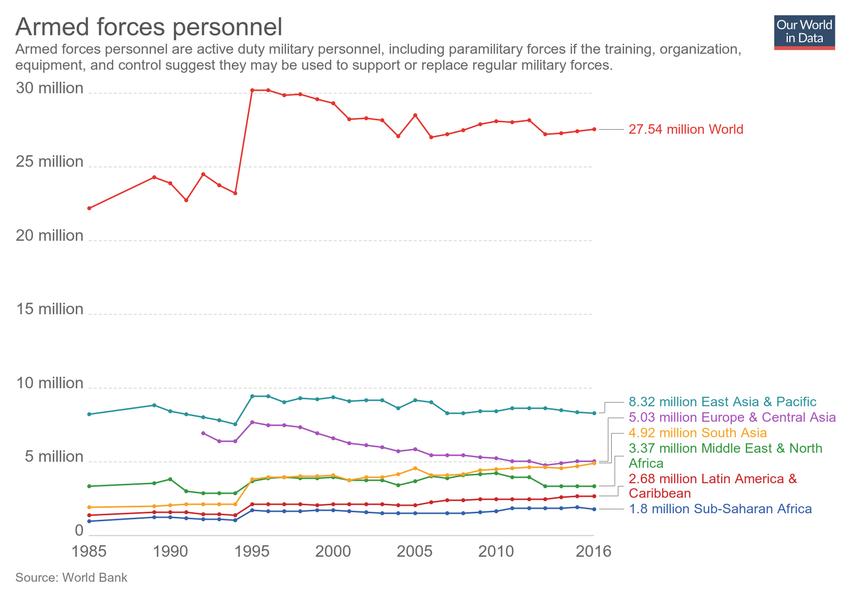 Armed forces personnel
Our World
in Data
Armed forces personnel are active duty military personnel, including paramilitary forces if the training, organization,
equipment, and control suggest they may be used to support or replace regular military forces.
30 million
27.54 million World
25 million
20 million
15 million
10 million
8.32 million East Asia & Pacific
5.03 million Europe & Central Asia
4.92 million South Asia
3.37 million Middle East & North
Africa
5 million
2.68 million Latin America &
Caribbean
1.8 million Sub-Saharan Africa
0
1985 1990 1995 2000 2005 2010 2016
Source: World Bank